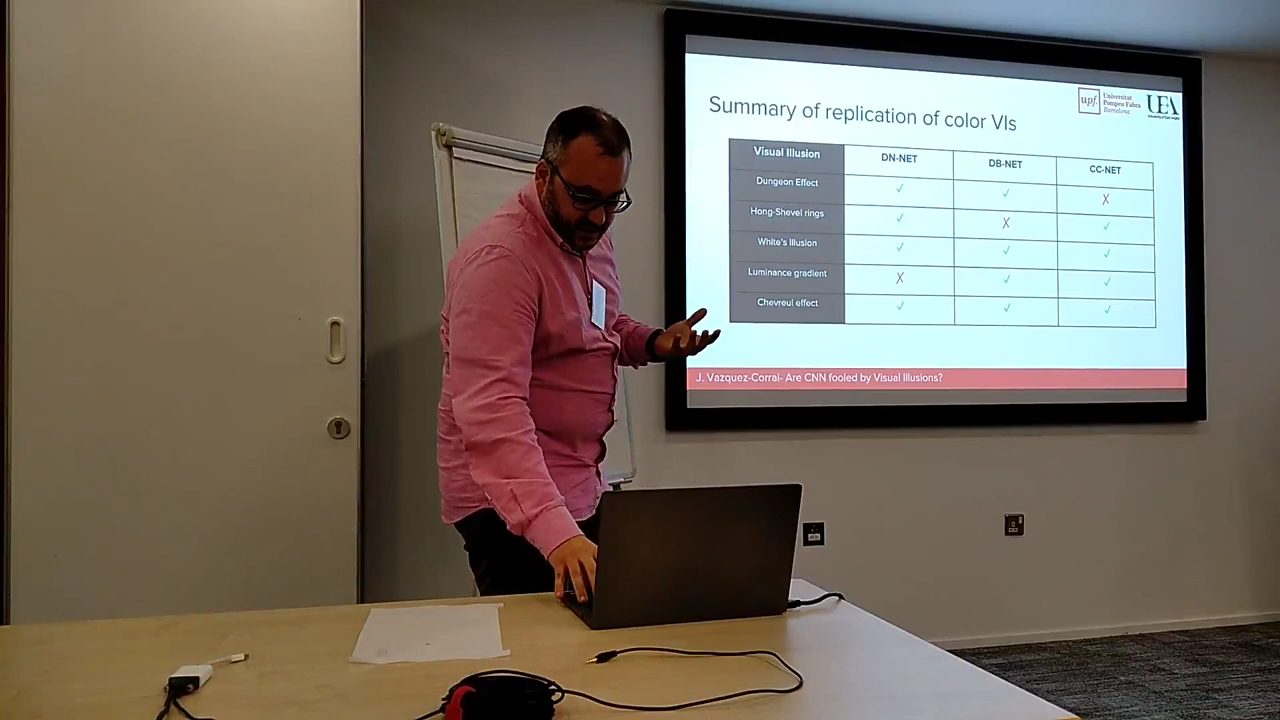 Summary of replication of color VIs
upf.
Universitat
Pompeu Fabra
Barcelona
UEA
Visual Illusion DN-NET DB-NET CC-NET
Dungeon Effect ✓ ✓ X
Hong-Shevel rings ✓ X ✓
White's Illusion ✓ ✓ ✓
Luminance gradient X ✓ ✓
Chevreul effect ✓ ✓ ✓
J. Vazquez-Corral- Are CNN fooled by Visual Illusions?